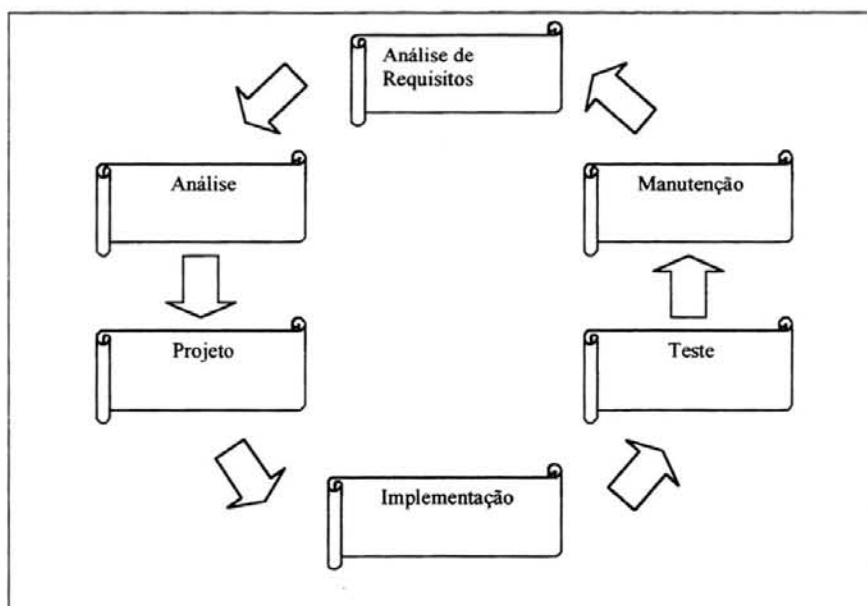 Análise de
Requisitos
Análise
Manutenção
Projeto
Teste
Implementação